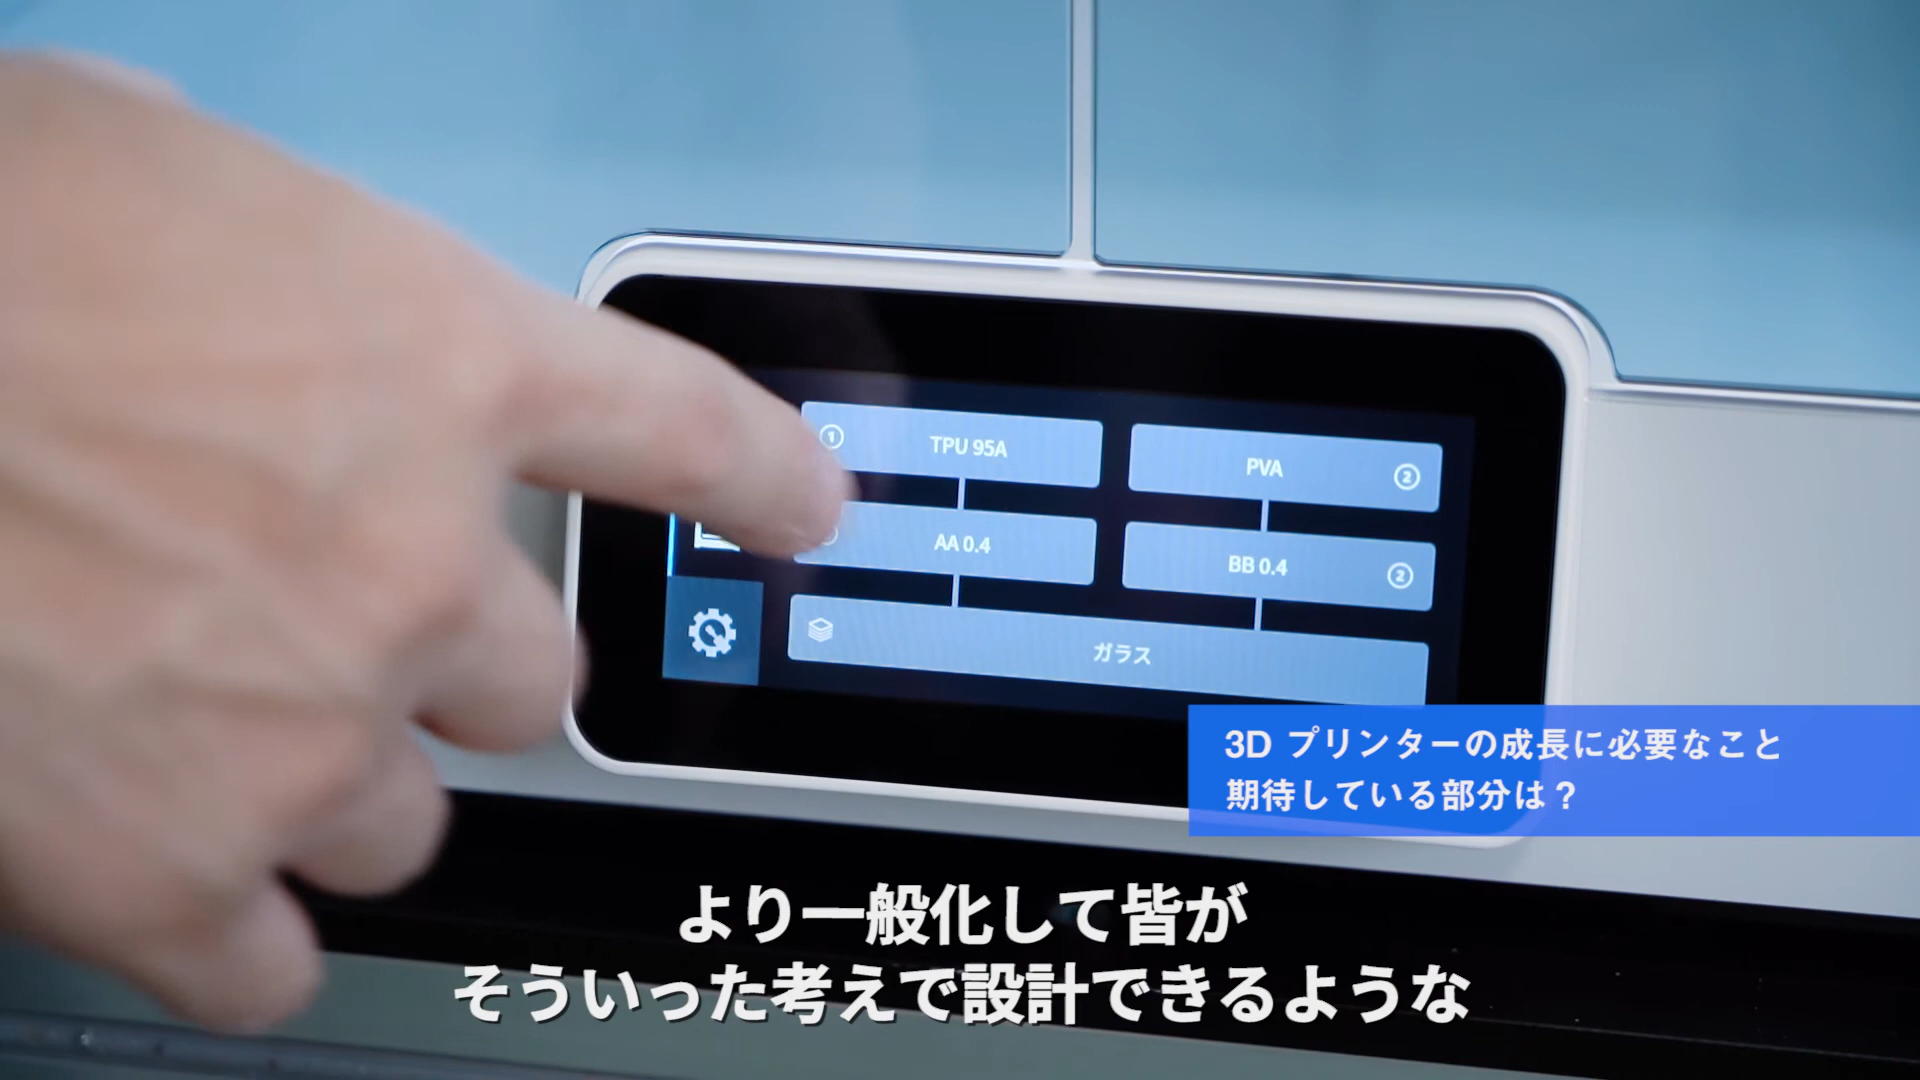 ① TPU 95A
PVA ②
AA 0.4
BB 0.4 ②
ガラス
3D プリンターの成長に必要なこと
期待している部分は？
より一般化して皆が
そういった考えで設計できるような